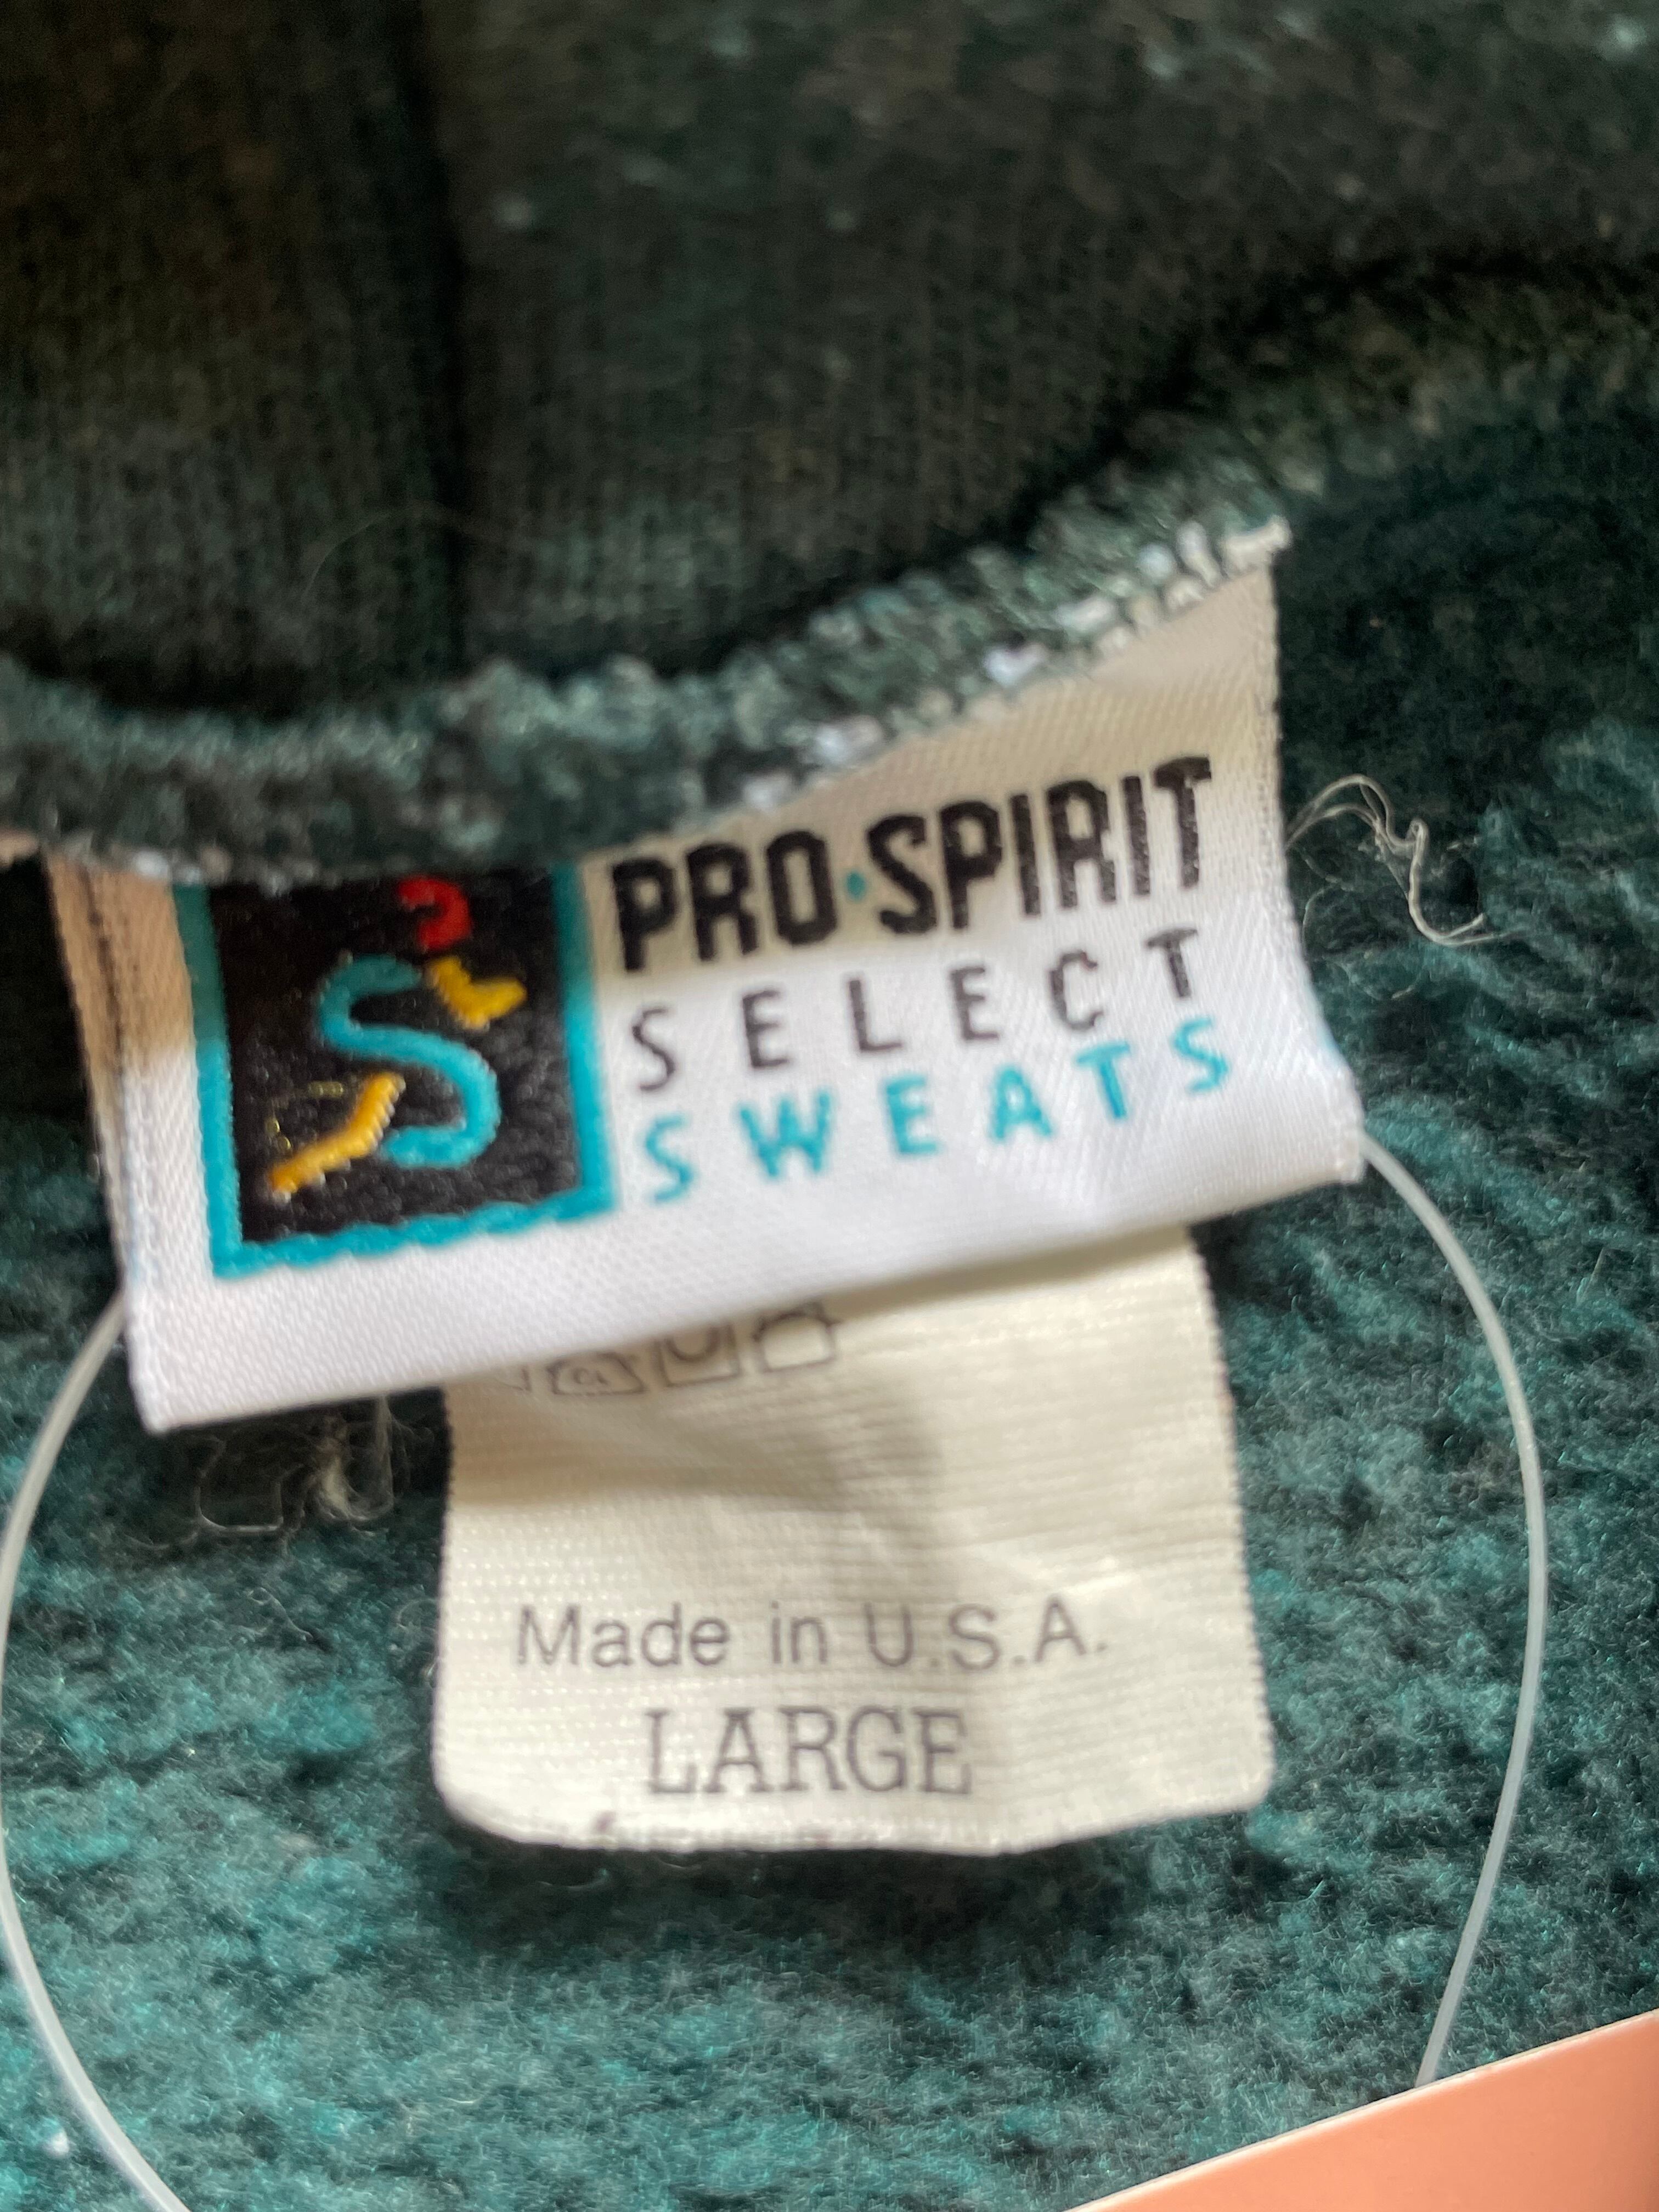 PRO·SPIRIT
SELECT
SWEATS
Made in U.S.A.
LARGE